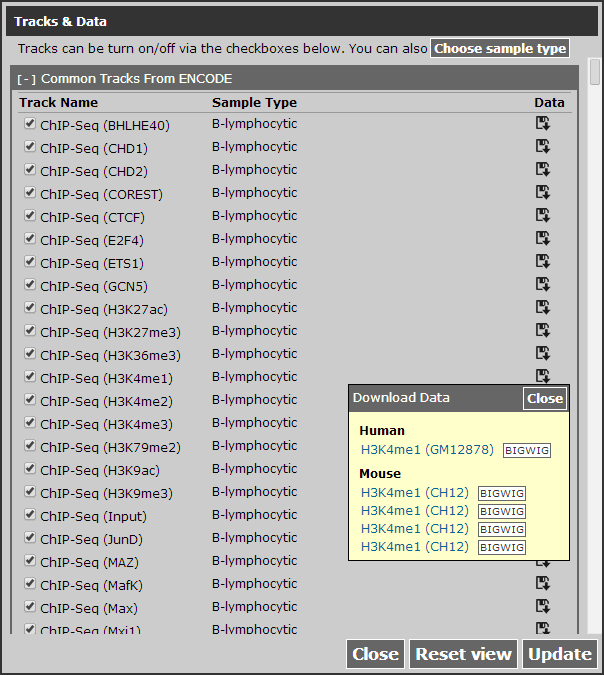 Tracks & Data
Tracks can be turn on/off via the checkboxes below. You can also Choose sample type
[-] Common Tracks From ENCODE
Track Name Sample Type Data
ChIP-Seq (BHLHE40) B-lymphocytic
ChIP-Seq (CHD1) B-lymphocytic
ChIP-Seq (CHD2) B-lymphocytic
ChIP-Seq (COREST) B-lymphocytic
ChIP-Seq (CTCF) B-lymphocytic
ChIP-Seq (E2F4) B-lymphocytic
ChIP-Seq (ETS1) B-lymphocytic
ChIP-Seq (GCN5) B-lymphocytic
ChIP-Seq (H3K27ac) B-lymphocytic
ChIP-Seq (H3K27me3) B-lymphocytic
ChIP-Seq (H3K36me3) B-lymphocytic
ChIP-Seq (H3K4me1) B-lymphocytic
ChIP-Seq (H3K4me2) B-lymphocytic
ChIP-Seq (H3K4me3) B-lymphocytic
ChIP-Seq (H3K79me2) B-lymphocytic
ChIP-Seq (H3K9ac) B-lymphocytic
ChIP-Seq (H3K9me3) B-lymphocytic
ChIP-Seq (Input) B-lymphocytic
ChIP-Seq (JunD) B-lymphocytic
ChIP-Seq (MAZ) B-lymphocytic
ChIP-Seq (MafK) B-lymphocytic
ChIP-Seq (Max) B-lymphocytic
ChIP-Seq (Mxi1) B-lymphocytic
Download Data Close
Human
H3K4me1 (GM12878) BIGWIG
Mouse
H3K4me1 (CH12) BIGWIG
H3K4me1 (CH12) BIGWIG
H3K4me1 (CH12) BIGWIG
H3K4me1 (CH12) BIGWIG
Close Reset view Update